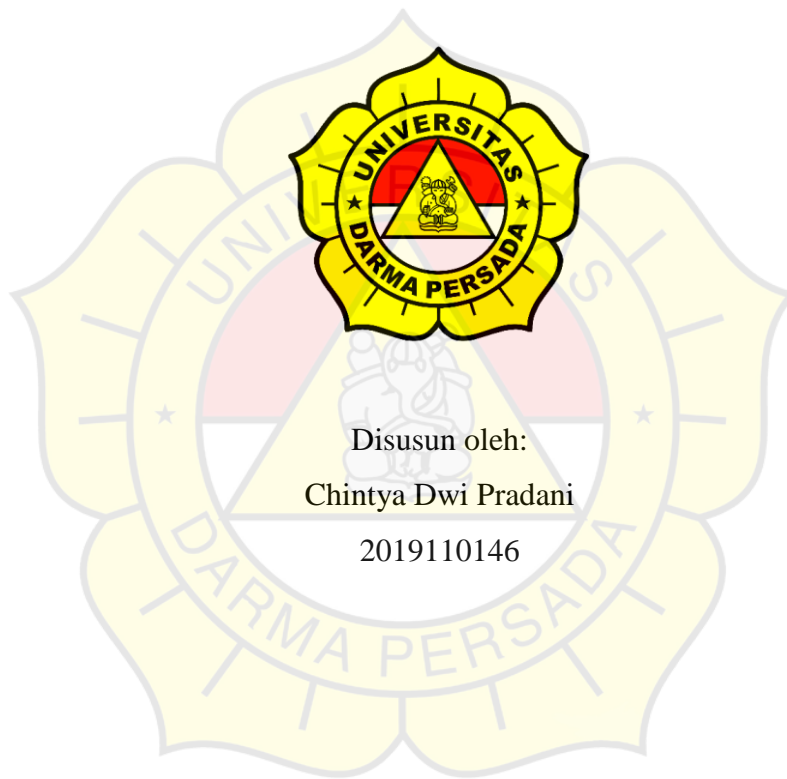 UNIVERSITAS
DARMA PERSADA
UNIVERSITAS
DARMA PERSADA
Disusun oleh:
Chintya Dwi Pradani
2019110146